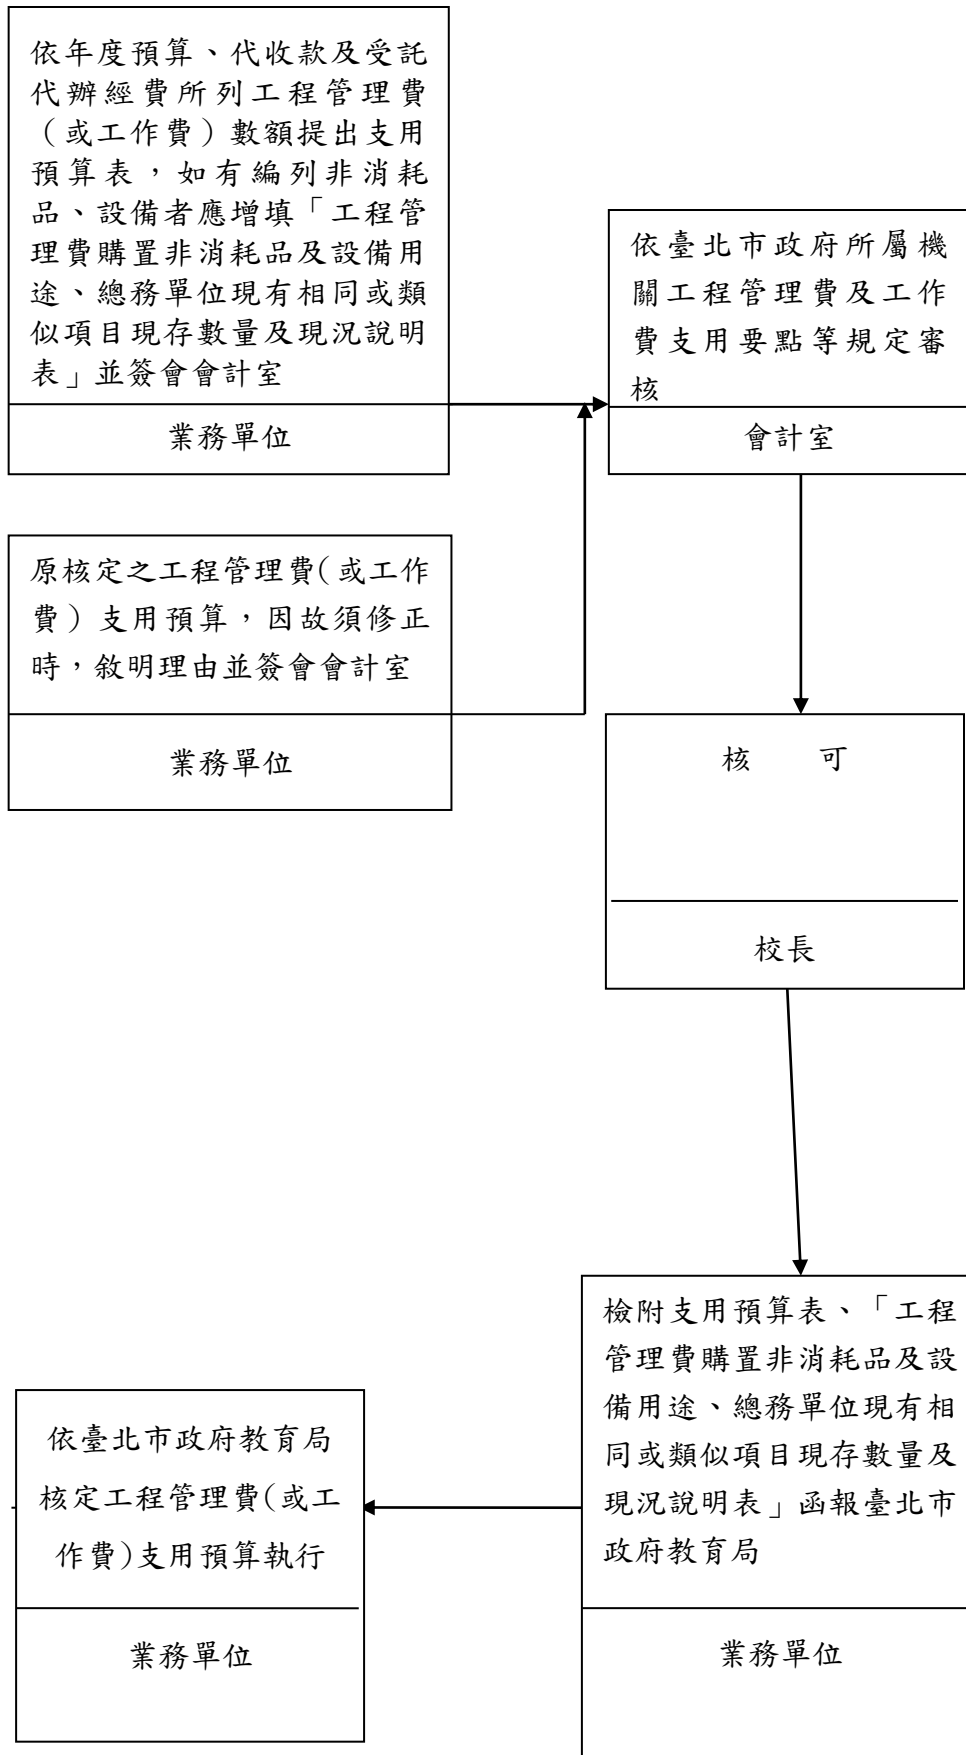 依年度預算、代收款及受託
代辦經費所列工程管理費
（或工作費）數額提出支用
預算表，如有編列非消耗
品、設備者應增填「工程管
理費購置非消耗品及設備用
途、總務單位現有相同或類
似項目現存數量及現況說明
表」並簽會會計室
業務單位
依臺北市政府所屬機
關工程管理費及工作
費支用要點等規定審
核
會計室
原核定之工程管理費(或工作
費）支用預算，因故須修正
時，敘明理由並簽會會計室
業務單位
核　　可
校長
檢附支用預算表、「工程
管理費購置非消耗品及設
備用途、總務單位現有相
同或類似項目現存數量及
現況說明表」函報臺北市
政府教育局
業務單位
依臺北市政府教育局
核定工程管理費(或工
作費)支用預算執行
業務單位